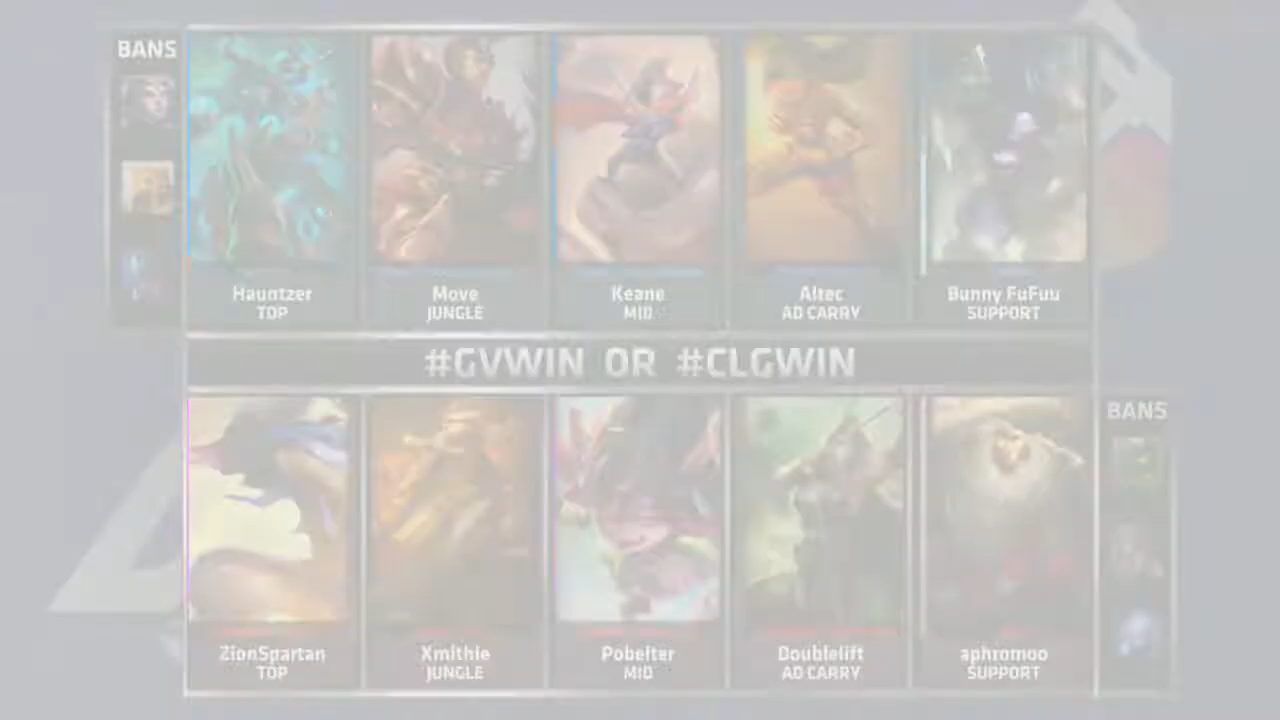 BANS
Hauntzer
TOP
Move
JUNGLE
Keane
MID
Altec
AD CARRY
Bunny FuFuu
SUPPORT
#GVWIN OR #CLGWIN
BANS
ZionSpartan
TOP
Xmithie
JUNGLE
Pobelter
MID
Doublelift
AD CARRY
aphromoo
SUPPORT